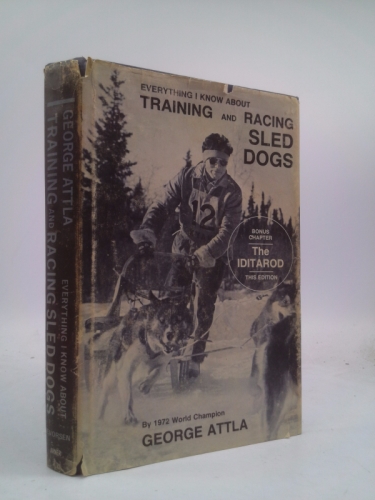 EVERYTHING I KNOW ABOUT
TRAINING AND RACING
SLED
DOGS
12
BONUS
CHAPTER
The
IDITAROD
THIS EDITION
By 1972 World Champion
GEORGE ATTLA
GEORGE ATTLA
EVERYTHING I KNOW ABOUT
TRAINING AND RACING SLED DOGS